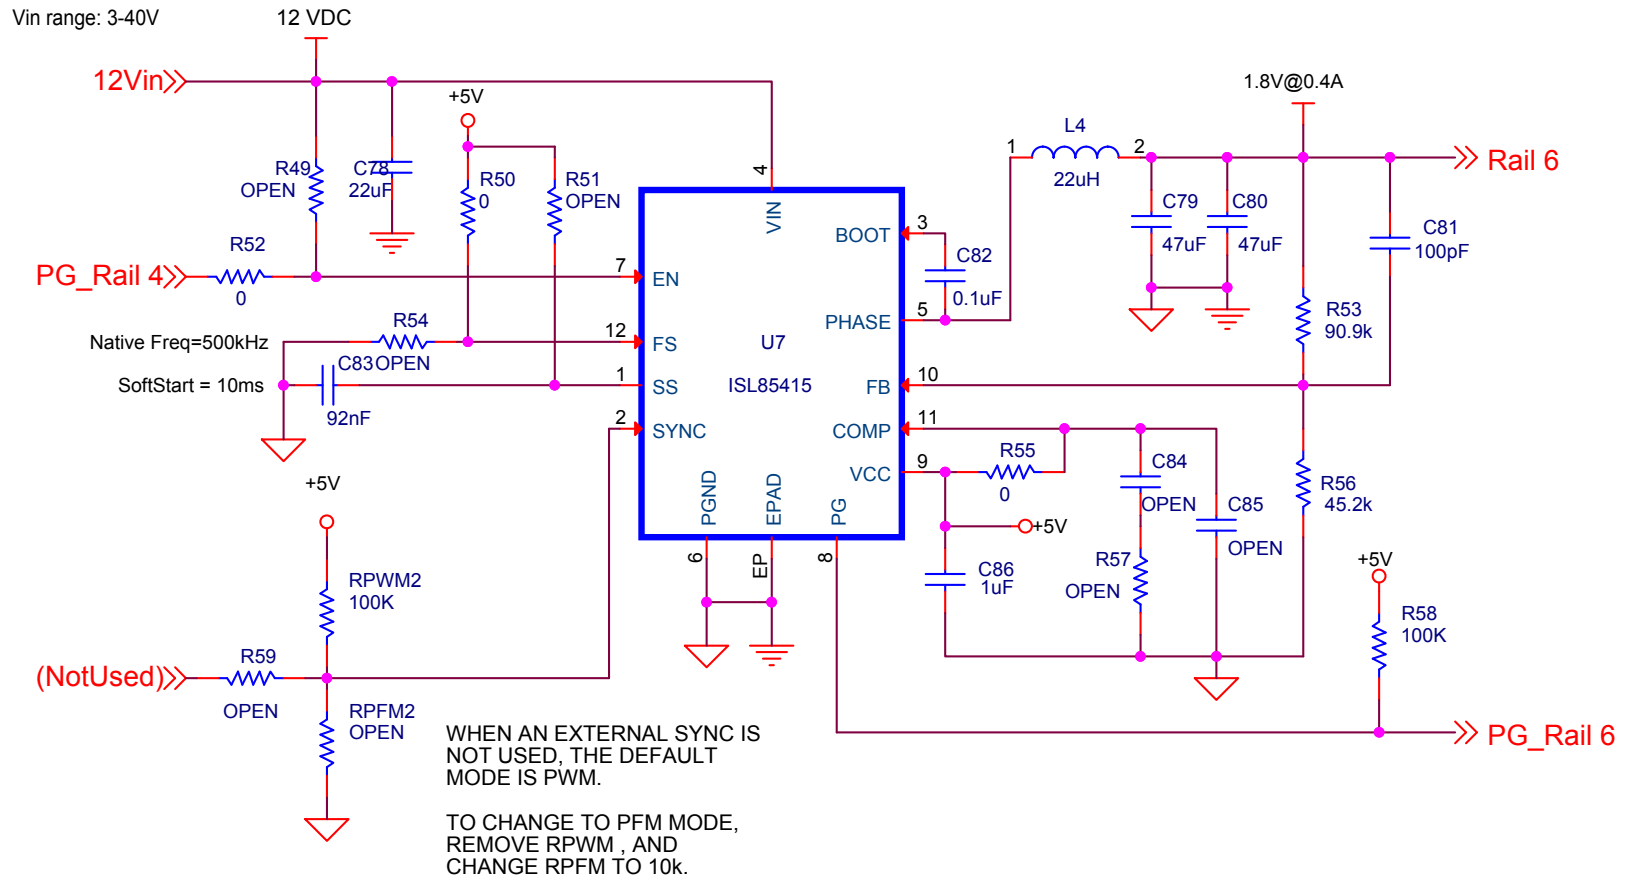 Vin range: 3-40V
12 VDC
12Vin
+5V
1.8V@0.4A
L4
1
2
22uH
Rail 6
R49
OPEN
C78
22uF
R50
0
R51
OPEN
4
VIN
BOOT
3
C79
47uF
C80
47uF
C81
100pF
R52
0
PG_Rail 4
7
EN
C82
0.1uF
PHASE
5
R53
90.9k
Native Freq=500kHz
R54
OPEN
12
FS
U7
ISL85415
SoftStart = 10ms
C83
92nF
1
SS
FB
10
2
SYNC
COMP
11
VCC
9
R55
0
C84
OPEN
C85
OPEN
R56
45.2k
+5V
PGND
EPAD
PG
6
EP
8
+5V
C86
1uF
R57
OPEN
+5V
R58
100K
RPWM2
100K
(NotUsed)
R59
OPEN
RPFM2
OPEN
PG_Rail 6
WHEN AN EXTERNAL SYNC IS
NOT USED, THE DEFAULT
MODE IS PWM.
TO CHANGE TO PFM MODE,
REMOVE RPWM , AND
CHANGE RPFM TO 10k.